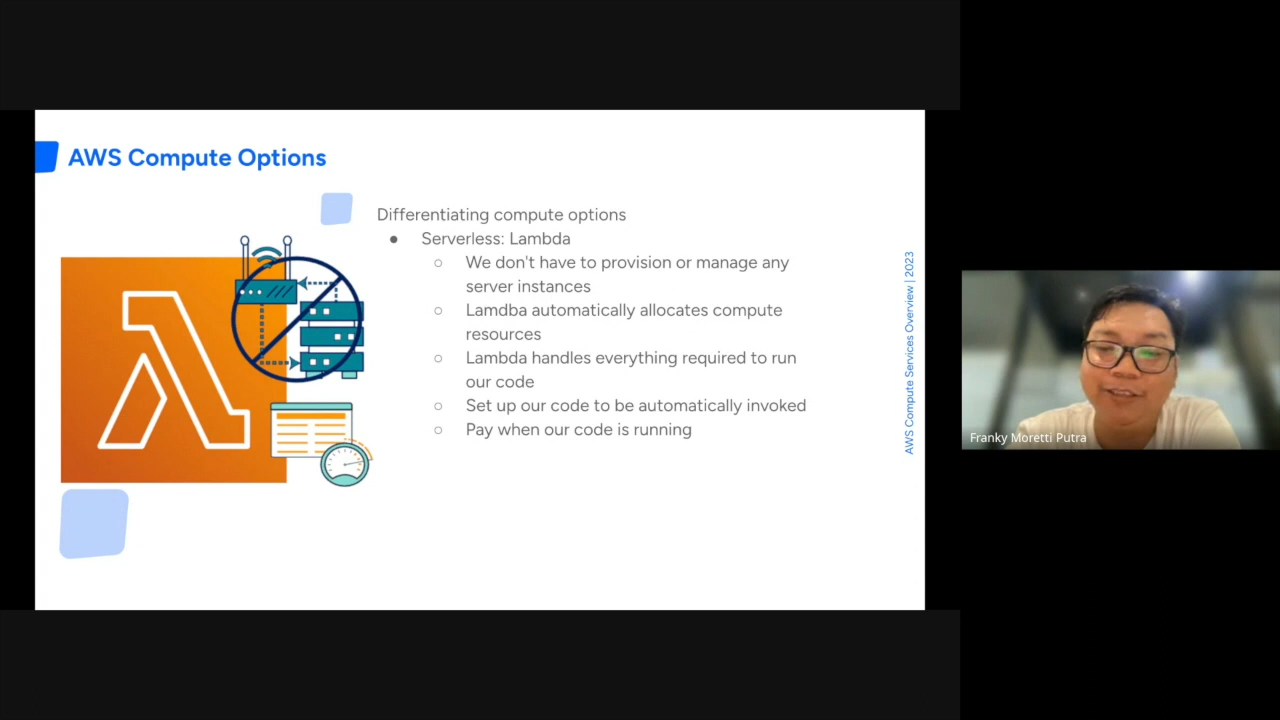 AWS Compute Options
Differentiating compute options
● Serverless: Lambda
○ We don't have to provision or manage any
server instances
○ Lamdba automatically allocates compute
resources
○ Lambda handles everything required to run
our code
○ Set up our code to be automatically invoked
○ Pay when our code is running
AWS Compute Services Overview | 2023
Franky Moretti Putra